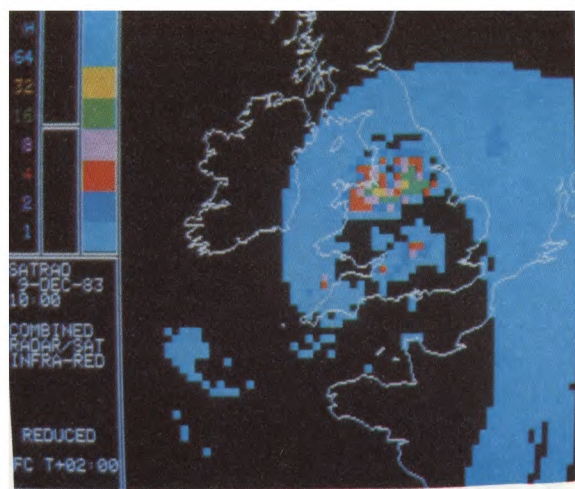 64
32
16
8
4
2
1
SATRAD
9-DEC-83
10:00
COMBINED
RADAR/SAT
INFRA-RED
REDUCED
FC T+02:00